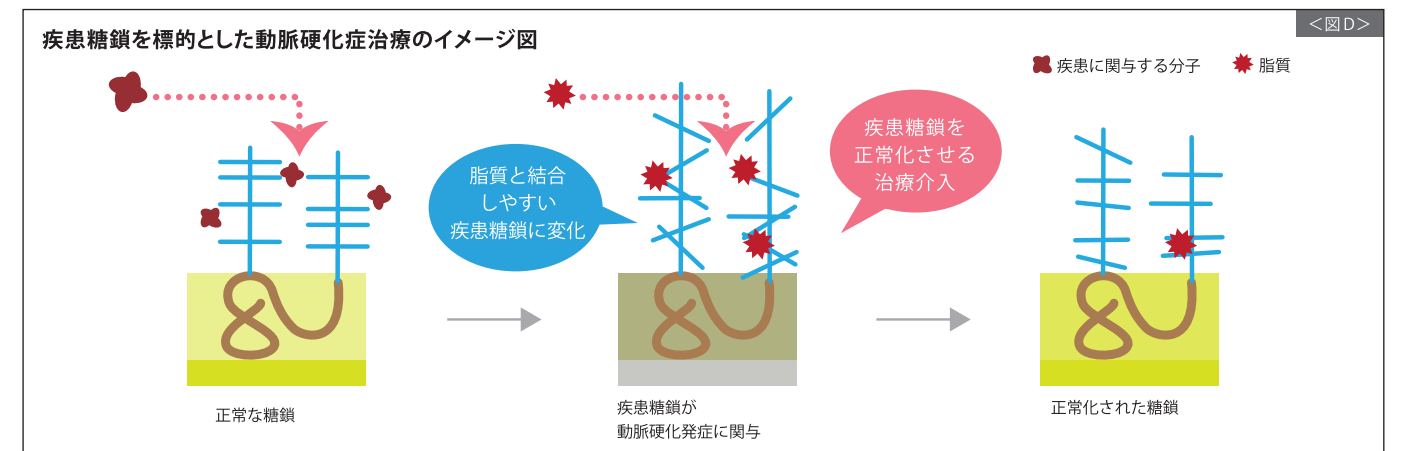 ＜図D＞
疾患糖鎖を標的とした動脈硬化症治療のイメージ図
疾患に関与する分子
脂質
脂質と結合
しやすい
疾患糖鎖に変化
疾患糖鎖を
正常化させる
治療介入
正常な糖鎖
疾患糖鎖が
動脈硬化発症に関与
正常化された糖鎖